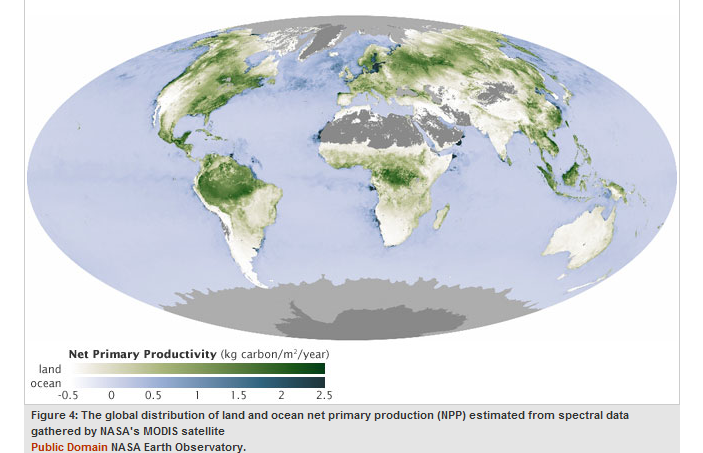 Net Primary Productivity (kg carbon/m²/year)
land
ocean
-0.5 0 0.5 1 1.5 2 2.5
Figure 4: The global distribution of land and ocean net primary production (NPP) estimated from spectral data
gathered by NASA's MODIS satellite
Public Domain NASA Earth Observatory.